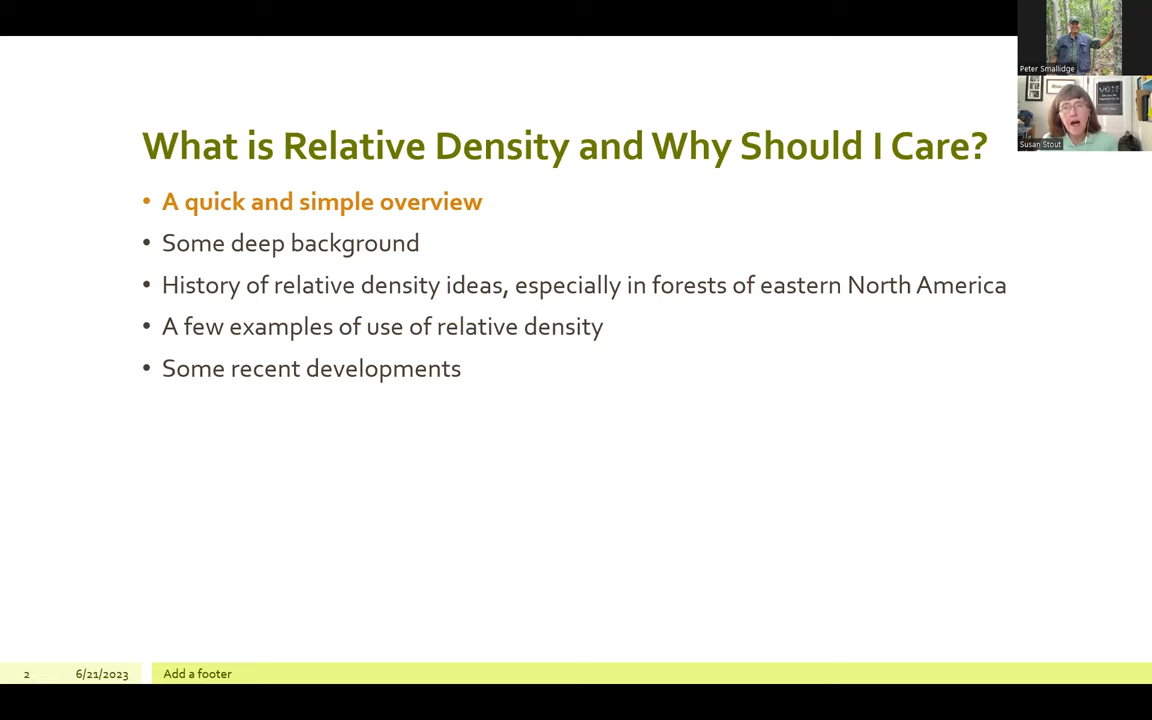 Peter Smallidge
Susan Stout
What is Relative Density and Why Should I Care?
• A quick and simple overview
• Some deep background
• History of relative density ideas, especially in forests of eastern North America
• A few examples of use of relative density
• Some recent developments
2 6/21/2023 Add a footer